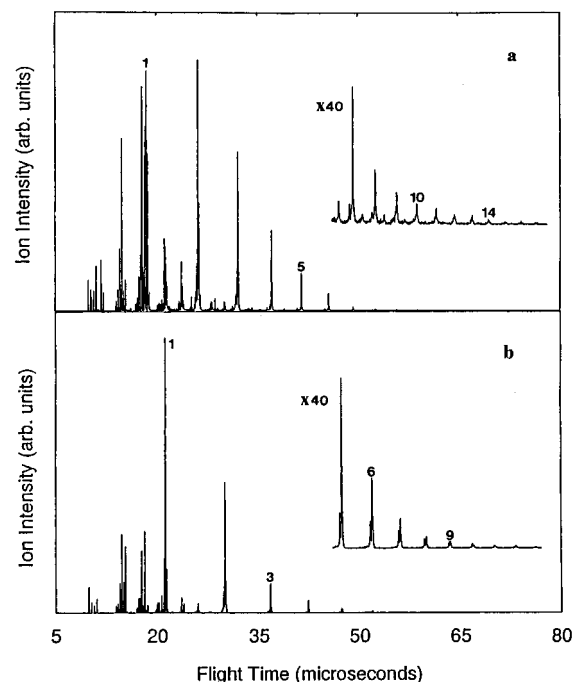 Ion Intensity (arb. units)
1
a
X40
10
14
5
Ion Intensity (arb. units)
1
b
X40
6
9
3
5 20 35 50 65 80
Flight Time (microseconds)